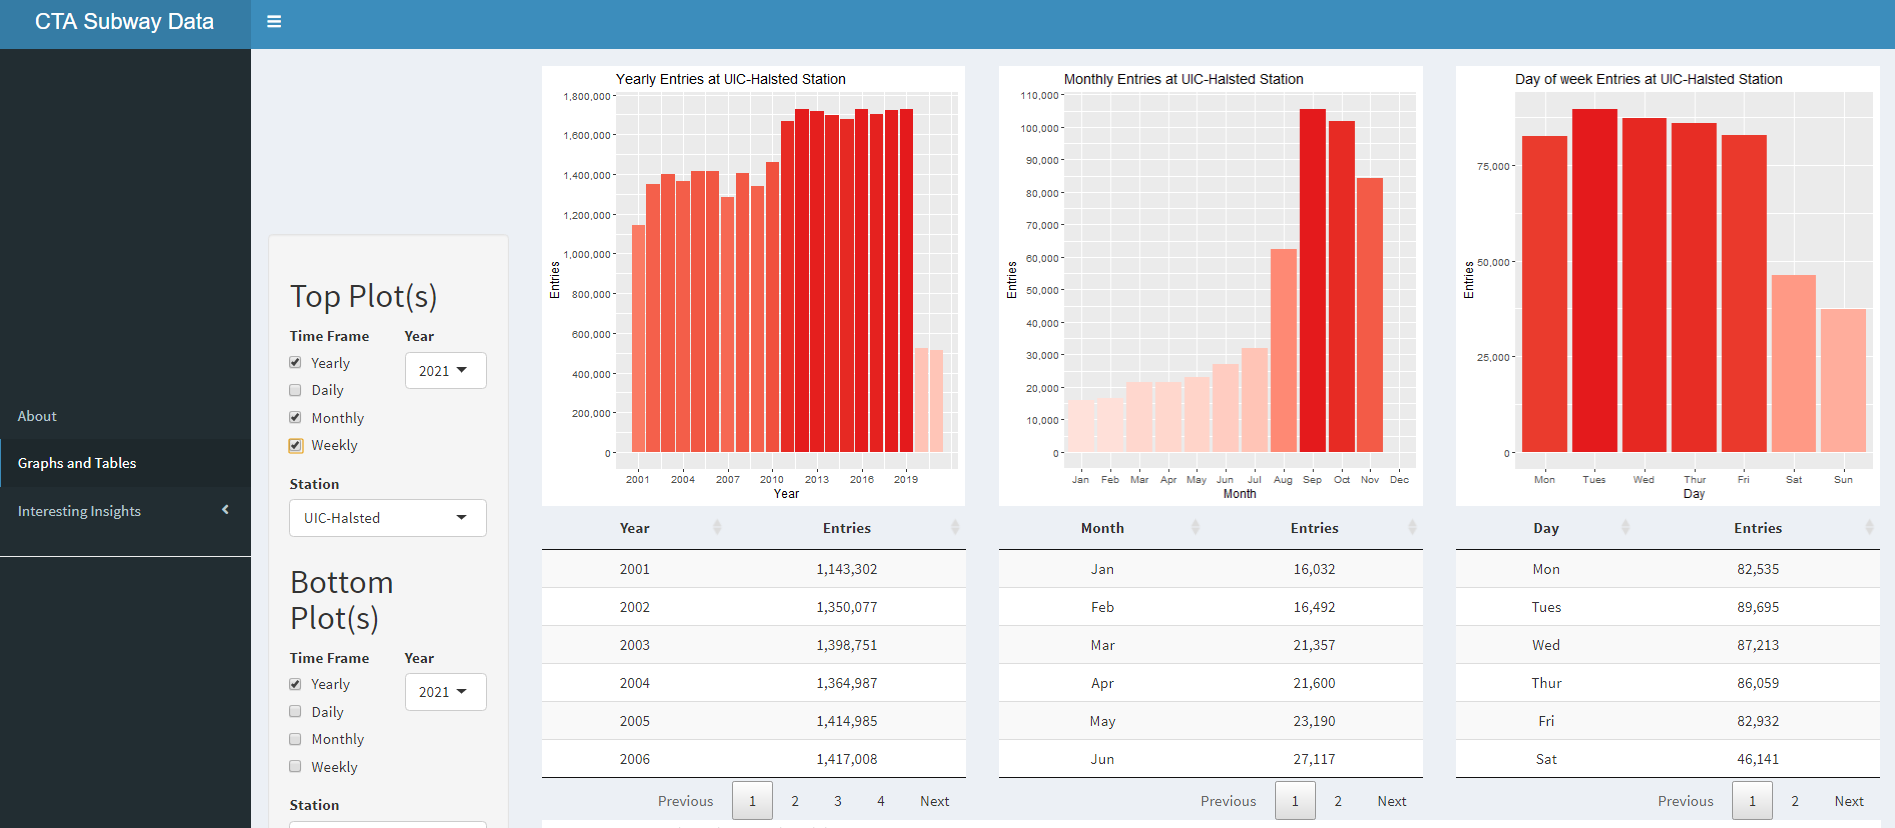 CTA Subway Data
About
Graphs and Tables
Interesting Insights
Top Plot(s)
Time Frame Year
Yearly 2021
Daily
Monthly
Weekly
Station
UIC-Halsted
Bottom
Plot(s)
Time Frame Year
Yearly 2021
Daily
Monthly
Weekly
Station
Yearly Entries at UIC-Halsted Station
Entries
1,800,000
1,600,000
1,400,000
1,200,000
1,000,000
800,000
600,000
400,000
200,000
0
2001 2004 2007 2010 2013 2016 2019
Year
Year Entries
2001 1,143,302
2002 1,350,077
2003 1,398,751
2004 1,364,987
2005 1,414,985
2006 1,417,008
Previous 1 2 3 4 Next
Monthly Entries at UIC-Halsted Station
Entries
110,000
100,000
90,000
80,000
70,000
60,000
50,000
40,000
30,000
20,000
10,000
0
Jan Feb Mar Apr May Jun Jul Aug Sep Oct Nov Dec
Month
Month Entries
Jan 16,032
Feb 16,492
Mar 21,357
Apr 21,600
May 23,190
Jun 27,117
Previous 1 2 Next
Day of week Entries at UIC-Halsted Station
Entries
75,000
50,000
25,000
0
Mon Tues Wed Thur Fri Sat Sun
Day
Day Entries
Mon 82,535
Tues 89,695
Wed 87,213
Thur 86,059
Fri 82,932
Sat 46,141
Previous 1 2 Next